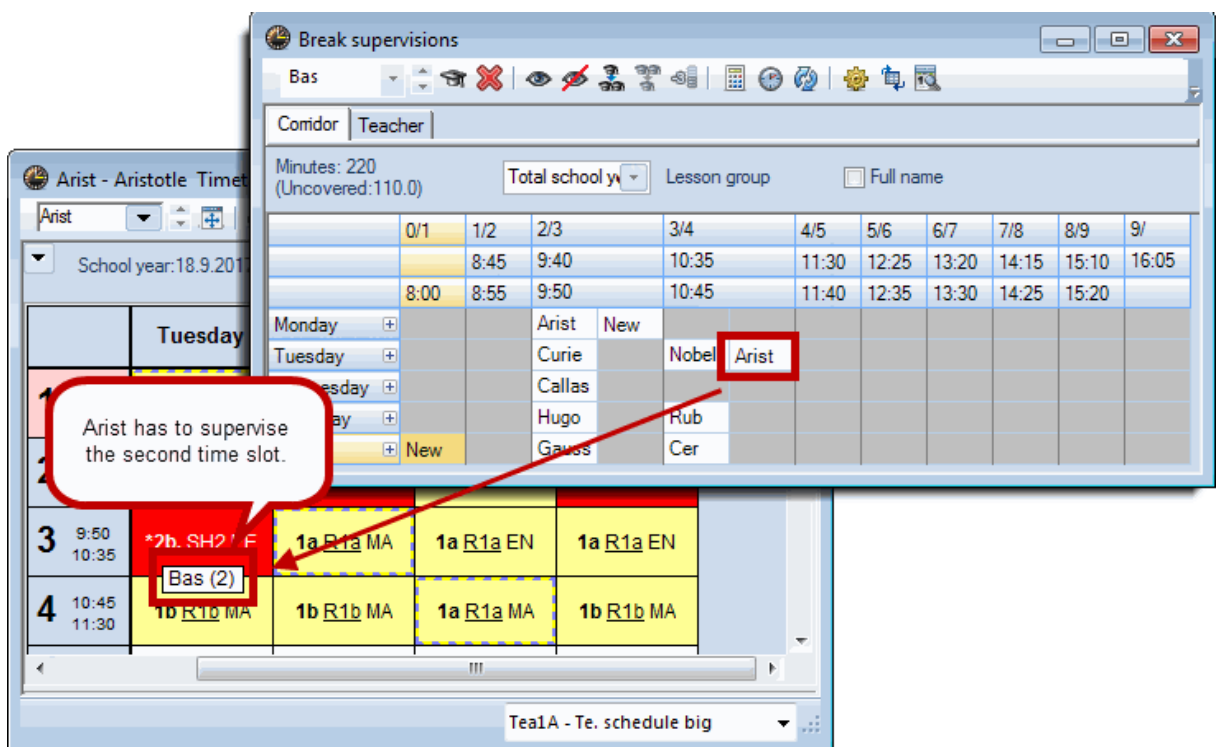 Break supervisions
Bas
Corridor Teacher
Minutes: 220
(Uncovered:110.0)
Total school y
Lesson group
Full name
0/1 1/2 2/3 3/4 4/5 5/6 6/7 7/8 8/9 9/
8:45 9:40 10:35 11:30 12:25 13:20 14:15 15:10 16:05
8:00 8:55 9:50 10:45 11:40 12:35 13:30 14:25 15:20
Monday Arist New
Tuesday Curie Nobel Arist
esday Callas
ay Hugo Rub
New Gauss Cer
Arist - Aristotle Timet
Arist
School year:18.9.2017
Tuesday
1
Arist has to supervise
the second time slot.
2
3 9:50 10:35 *2b. SH2 1a R1a MA 1a R1a EN 1a R1a EN
Bas (2)
4 10:45 11:30 1b R1b MA 1b R1b MA 1a R1a MA 1b R1b MA
Tea1A - Te. schedule big